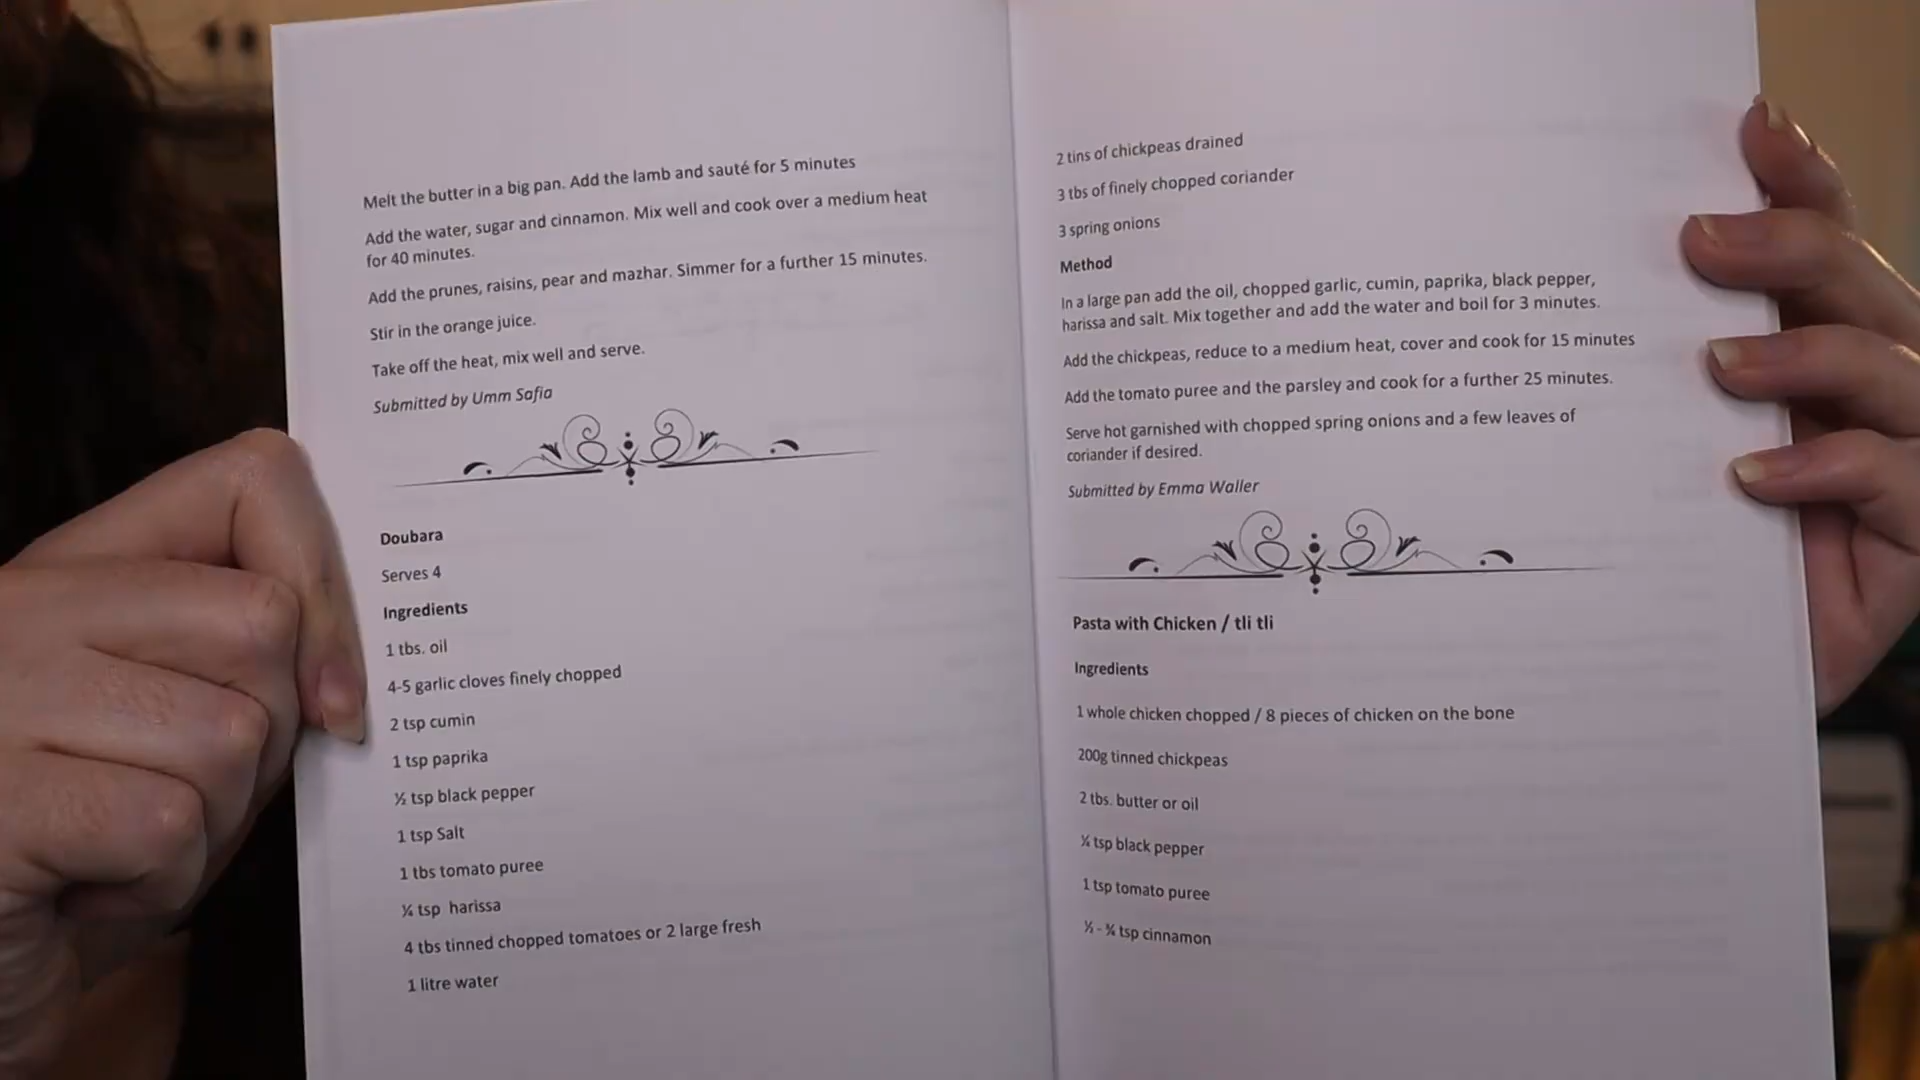 Melt the butter in a big pan. Add the lamb and sauté for 5 minutes
Add the water, sugar and cinnamon. Mix well and cook over a medium heat
for 40 minutes.
Add the prunes, raisins, pear and mazhar. Simmer for a further 15 minutes.
Stir in the orange juice.
Take off the heat, mix well and serve.
Submitted by Umm Safia
Doubara
Serves 4
Ingredients
1 tbs. oil
4-5 garlic cloves finely chopped
2 tsp cumin
1 tsp paprika
½ tsp black pepper
1 tsp Salt
1 tbs tomato puree
¼ tsp harissa
4 tbs tinned chopped tomatoes or 2 large fresh
1 litre water
2 tins of chickpeas drained
3 tbs of finely chopped coriander
3 spring onions
Method
In a large pan add the oil, chopped garlic, cumin, paprika, black pepper,
harissa and salt. Mix together and add the water and boil for 3 minutes.
Add the chickpeas, reduce to a medium heat, cover and cook for 15 minutes
Add the tomato puree and the parsley and cook for a further 25 minutes.
Serve hot garnished with chopped spring onions and a few leaves of
coriander if desired.
Submitted by Emma Waller
Pasta with Chicken / tli tli
Ingredients
1 whole chicken chopped / 8 pieces of chicken on the bone
200g tinned chickpeas
2 tbs. butter or oil
¼ tsp black pepper
1 tsp tomato puree
½ - ¾ tsp cinnamon